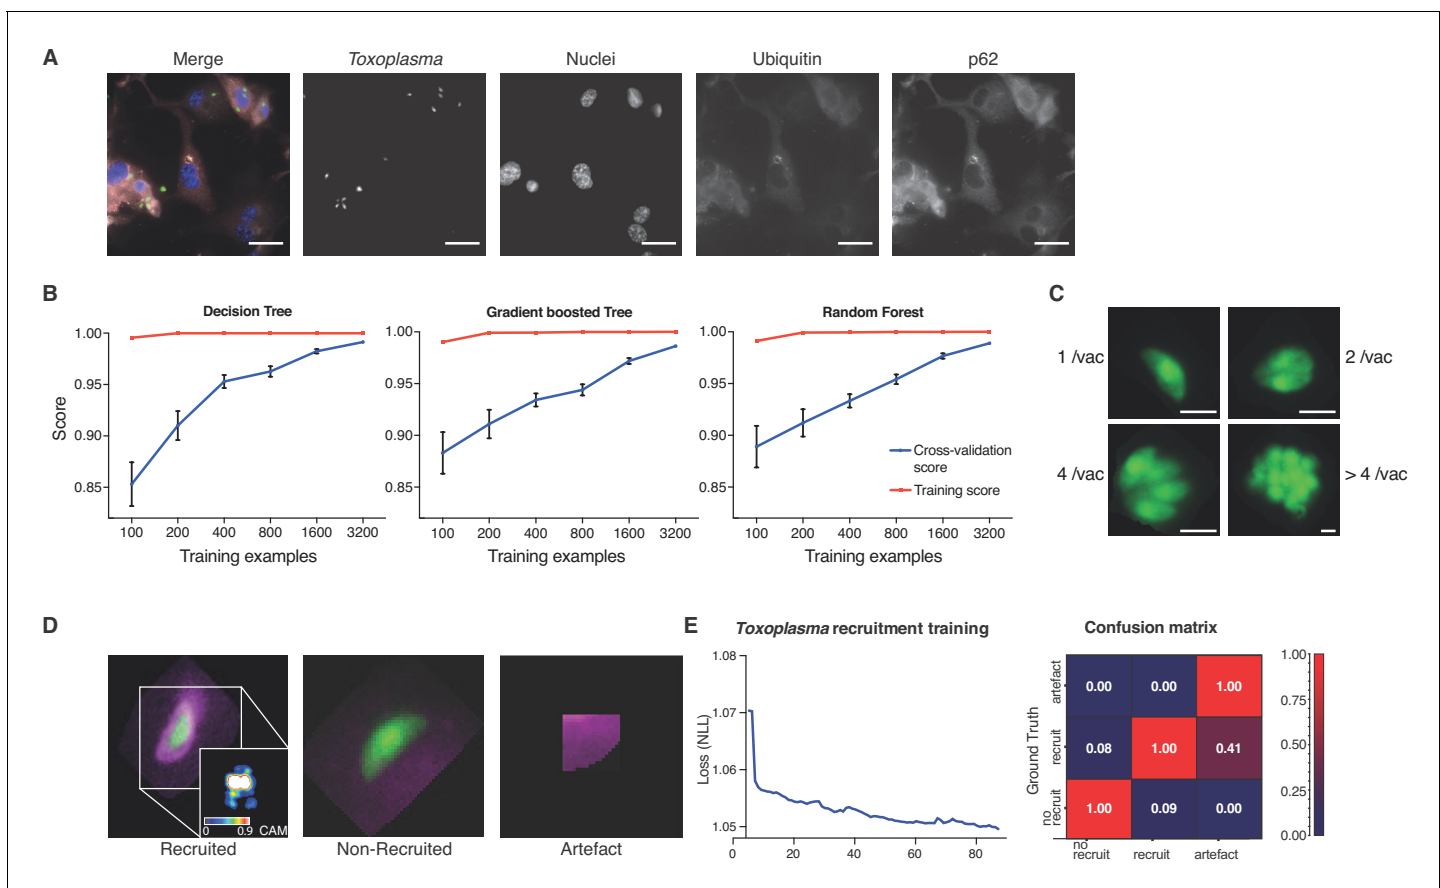 A
Merge
Toxoplasma
Nuclei
Ubiquitin
p62
B
Decision Tree
Score
1.00
0.95
0.90
0.85
100 200 400 800 1600 3200
Training examples
Gradient boosted Tree
1.00
0.95
0.90
0.85
100 200 400 800 1600 3200
Training examples
Random Forest
1.00
0.95
0.90
0.85
Cross-validation
score
Training score
100 200 400 800 1600 3200
Training examples
C
1 /vac
2 /vac
4 /vac
> 4 /vac
D
0 0.9 CAM
Recruited
Non-Recruited
Artefact
E
Toxoplasma recruitment training
Loss (NLL)
1.08
1.07
1.06
1.05
0 20 40 60 80
Confusion matrix
Ground Truth
artefact
recruit
no
recruit
0.00 0.00 1.00
0.08 1.00 0.41
1.00 0.09 0.00
no
recruit
recruit
artefact
1.00
0.75
0.50
0.25
0.00